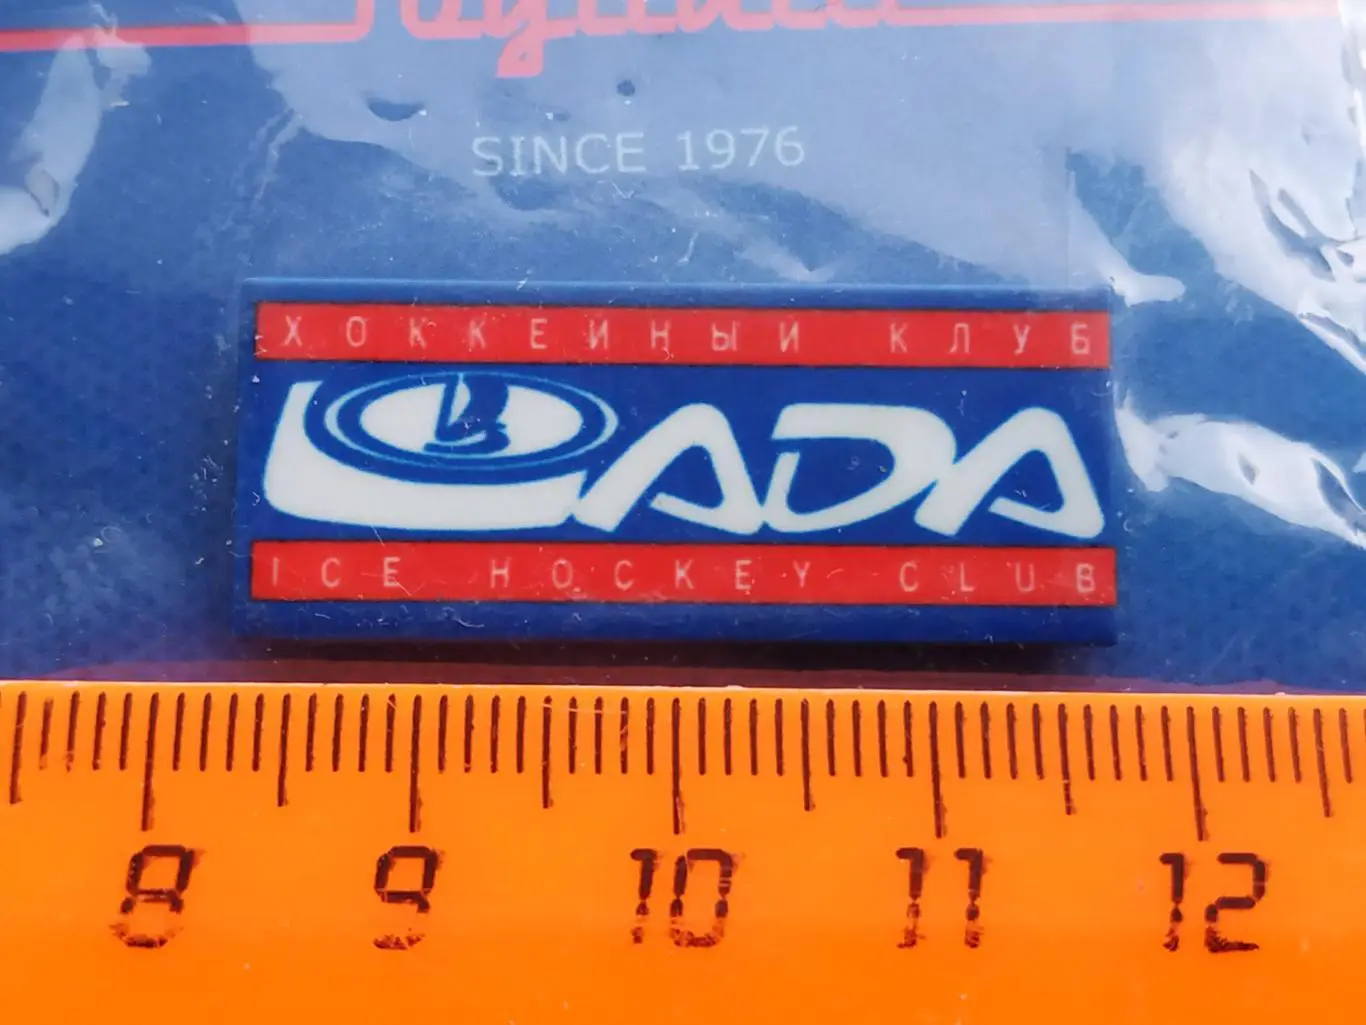 SINCE 1976
ХОККЕЙНЫЙ КЛУБ
LADA
ICE HOCKEY CLUB
8 9 10 11 12